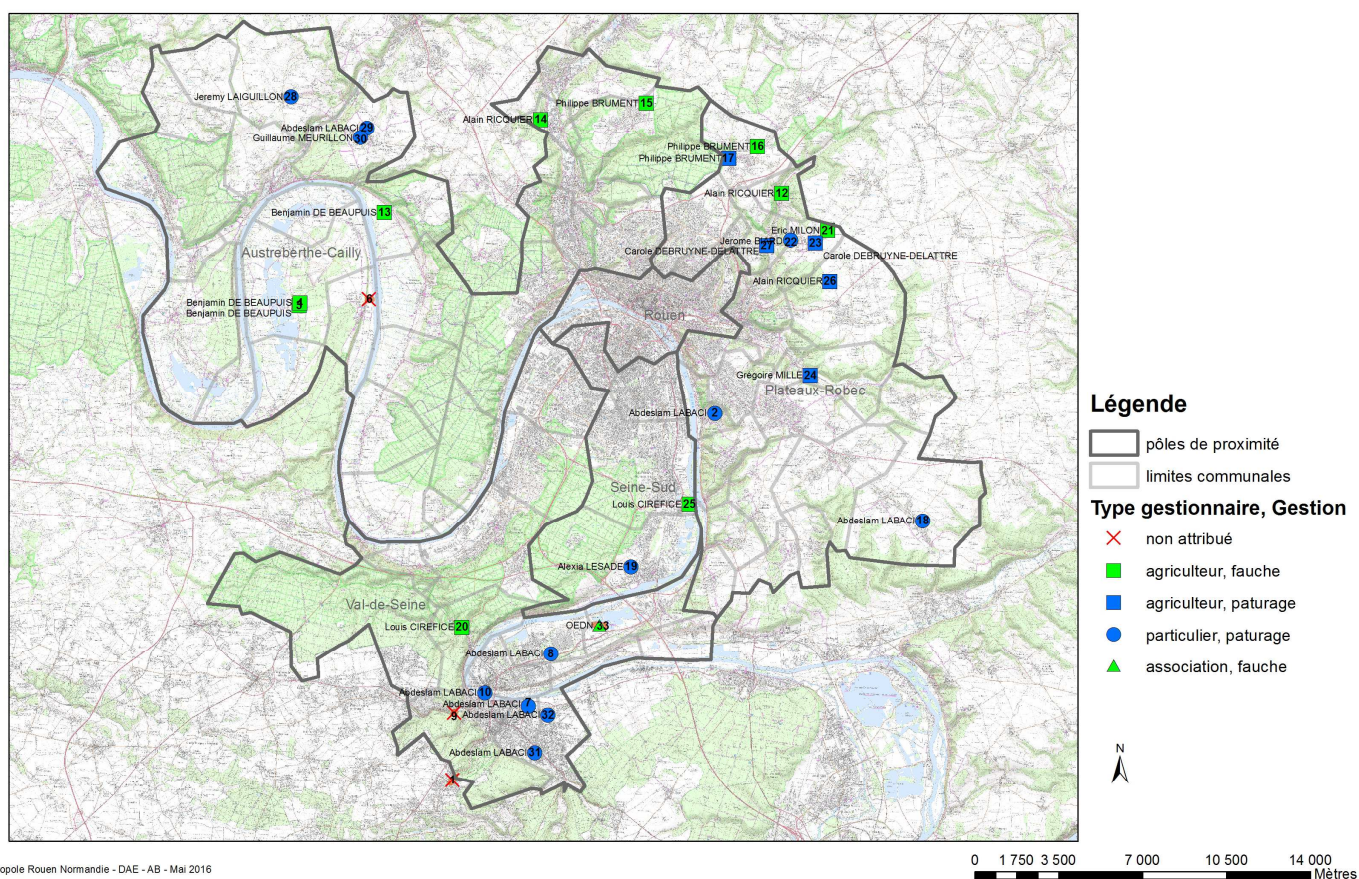 Jeremy LAIGUILLON 28
Abdeslam LABACI 29
Guillaume MEURILLON 30
Philippe BRUMENT 15
Alain RICQUIER 14
Philippe BRUMENT 16
Philippe BRUMENT 17
Alain RICQUIER 12
Benjamin DE BEAUPUIS 13
Eric MILON 21
Jerome BIARD 22
23
Carole DEBRUYNE-DELATTRE 27
Carole DEBRUYNE-DELATTRE
Austreberthe-Cailly
Alain RICQUIER 26
Benjamin DE BEAUPUIS 4
Benjamin DE BEAUPUIS
6
Rouen
Gregoire MILLE 24
Plateaux-Robec
Abdeslam LABACI 2
Seine-Sud
Louis CIREFICE 25
Abdeslam LABACI 18
Alexia LESADE 19
Val-de-Seine
Louis CIREFICE 20
OEDN 33
Abdeslam LABACI 8
Abdeslam LABACI 10
Abdeslam LABACI 7
9
Abdeslam LABACI 32
Abdeslam LABACI 31
1
Légende
pôles de proximité
limites communales
Type gestionnaire, Gestion
non attribué
agriculteur, fauche
agriculteur, paturage
particulier, paturage
association, fauche
N
opole Rouen Normandie - DAE - AB - Mai 2016
0 1 750 3 500 7 000 10 500 14 000
Mètres